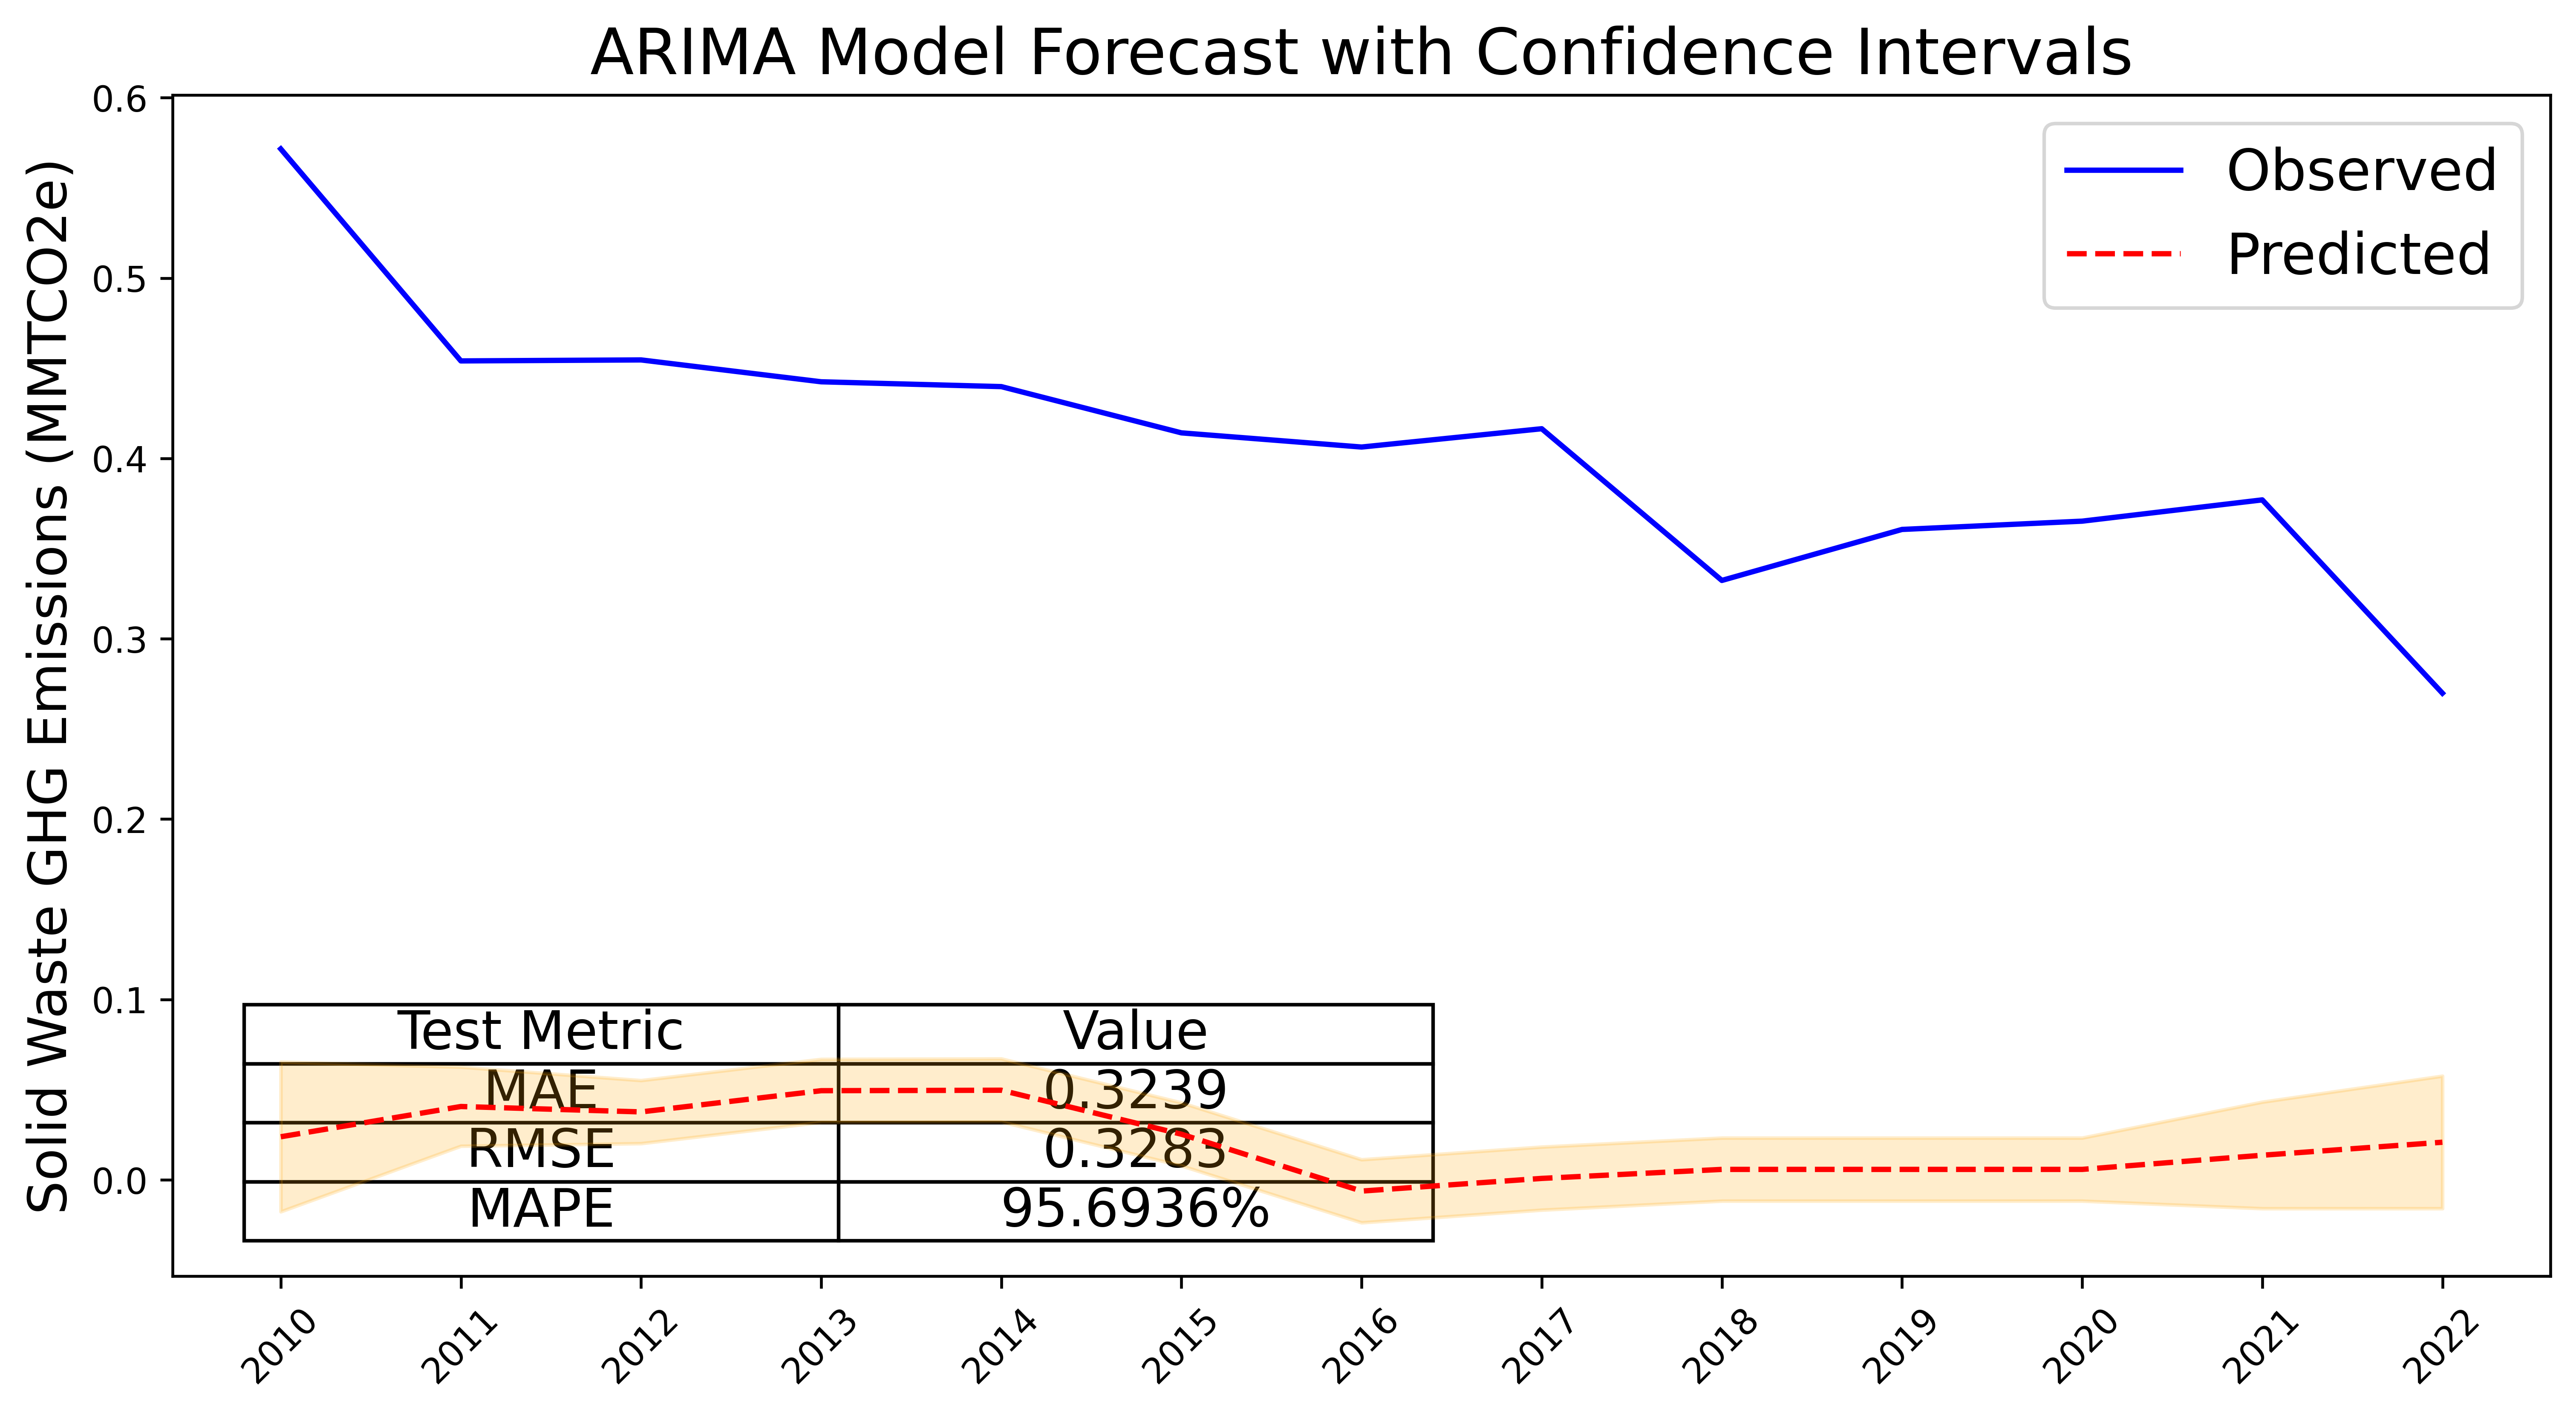 ARIMA Model Forecast with Confidence Intervals
Solid Waste GHG Emissions (MMTCO2e)
0.6
0.5
0.4
0.3
0.2
0.1
0.0
Observed
Predicted
Test Metric Value
MAE 0.3239
RMSE 0.3283
MAPE 95.6936%
2010 2011 2012 2013 2014 2015 2016 2017 2018 2019 2020 2021 2022